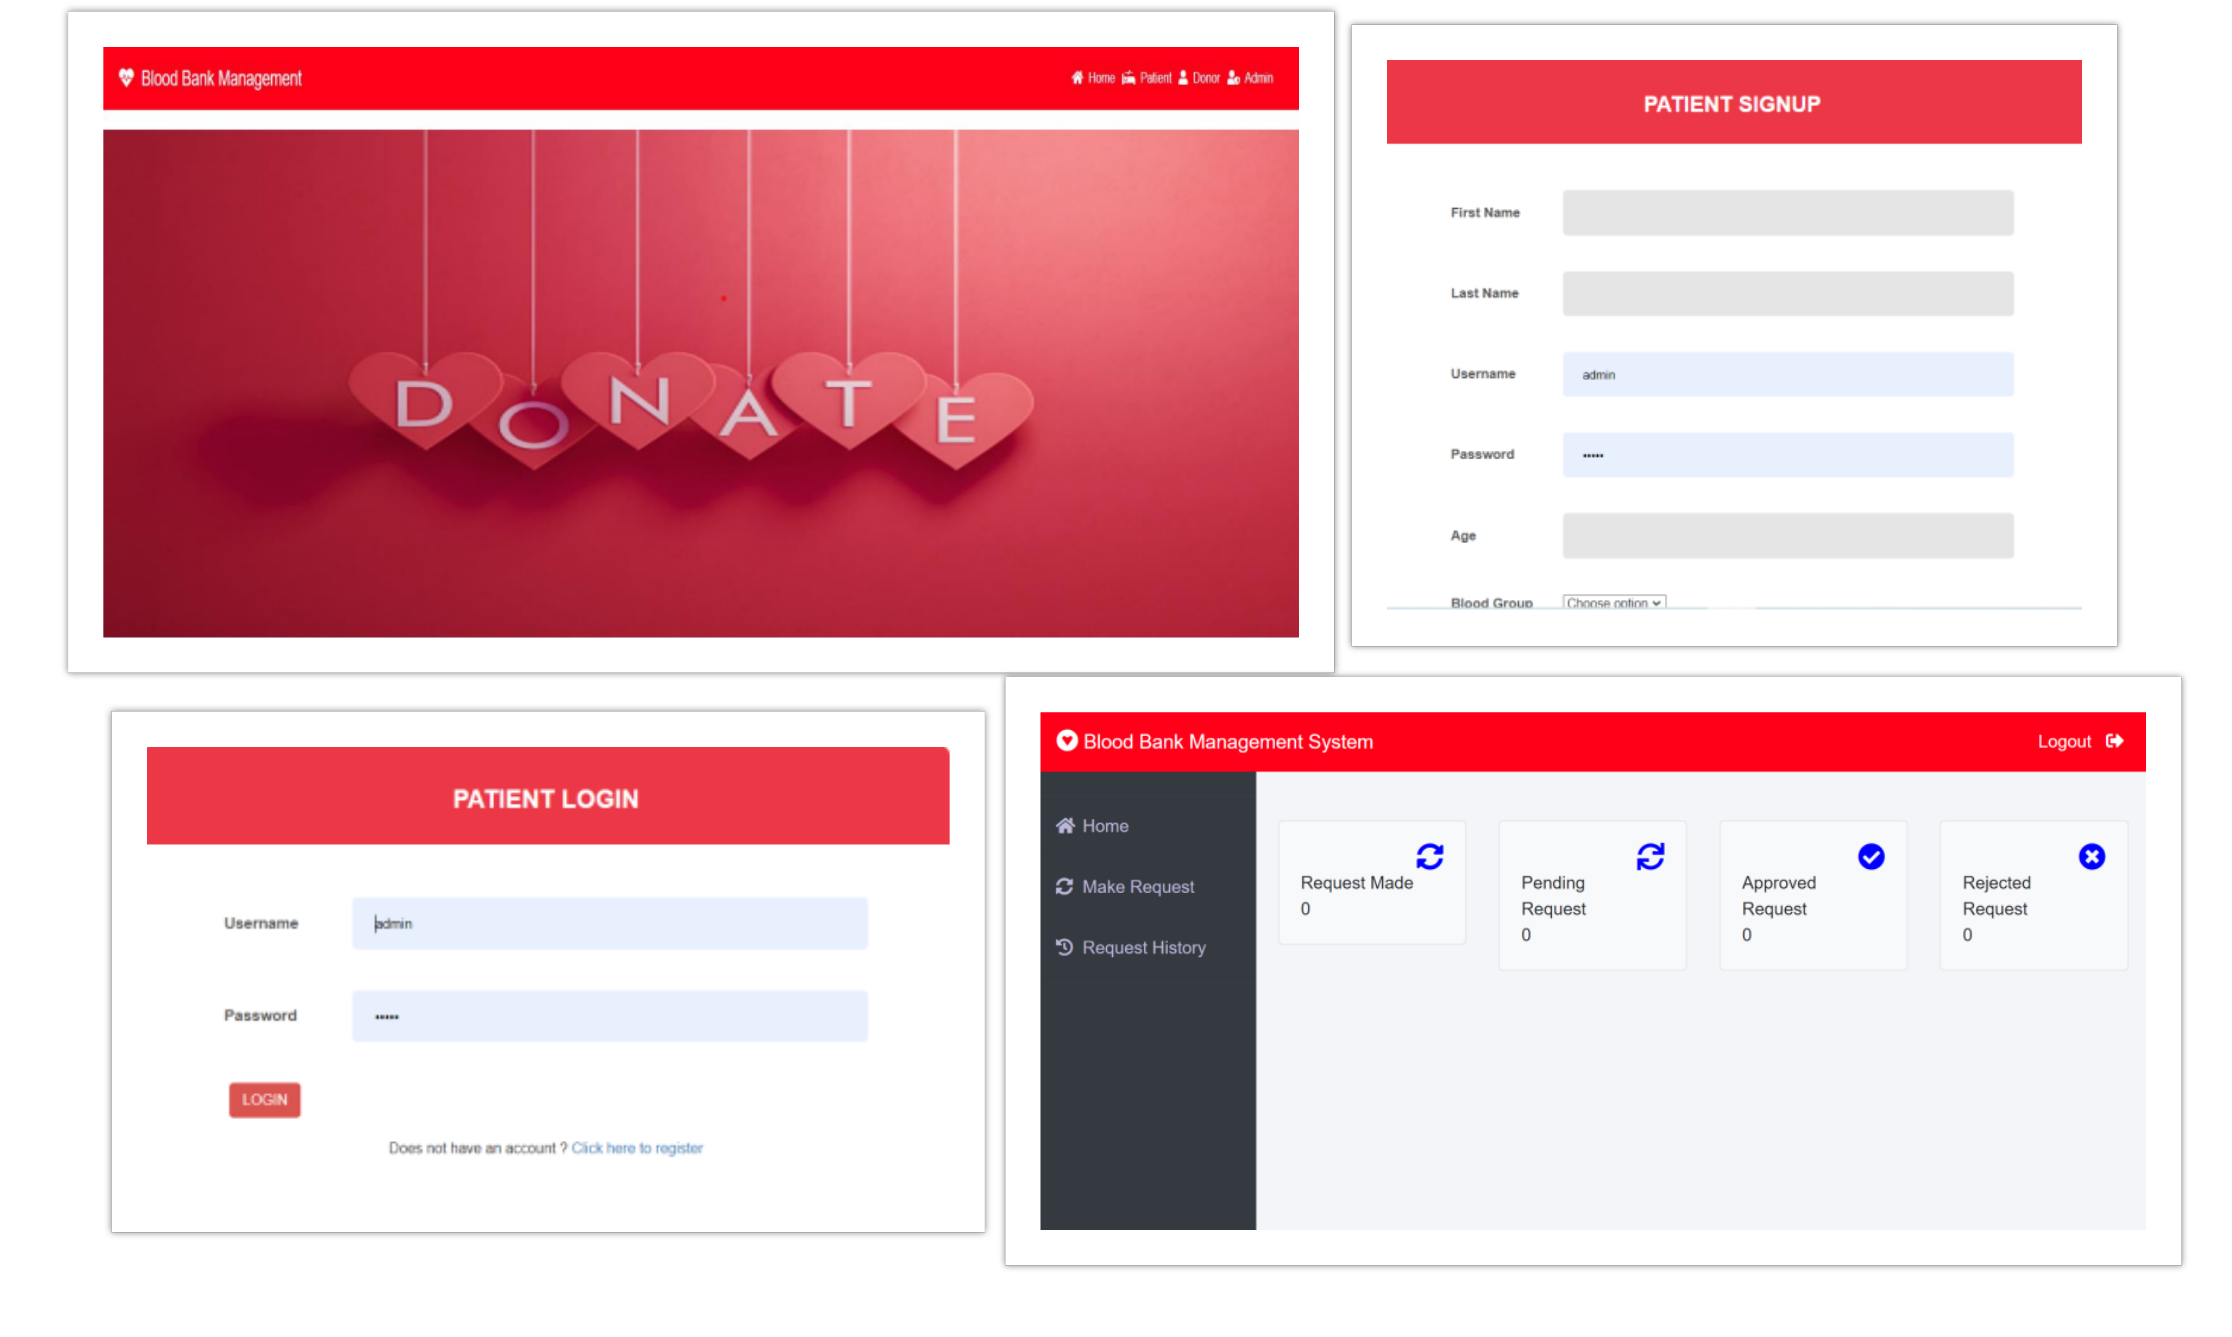 Blood Bank Management
Home Patient Donor Admin
DONATE
PATIENT SIGNUP
First Name
Last Name
Username admin
Password •••••
Age
Blood Group Choose option
PATIENT LOGIN
Username admin
Password •••••
LOGIN
Does not have an account ? Click here to register
Blood Bank Management System
Logout
Home
Make Request
Request History
Request Made
0
Pending
Request
0
Approved
Request
0
Rejected
Request
0